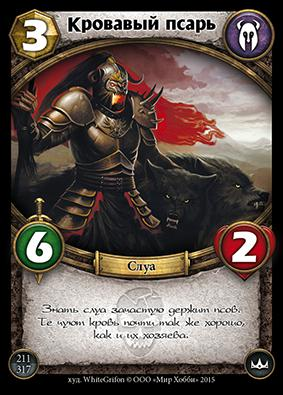 3
Кровавый псарь
6
2
Слуа
Знать слуа зачастую держит псов.
Те чуют кровь почти так же хорошо,
как и их хозяева.
211
317
худ. WhiteGrifon © ООО «Мир Хобби» 2015